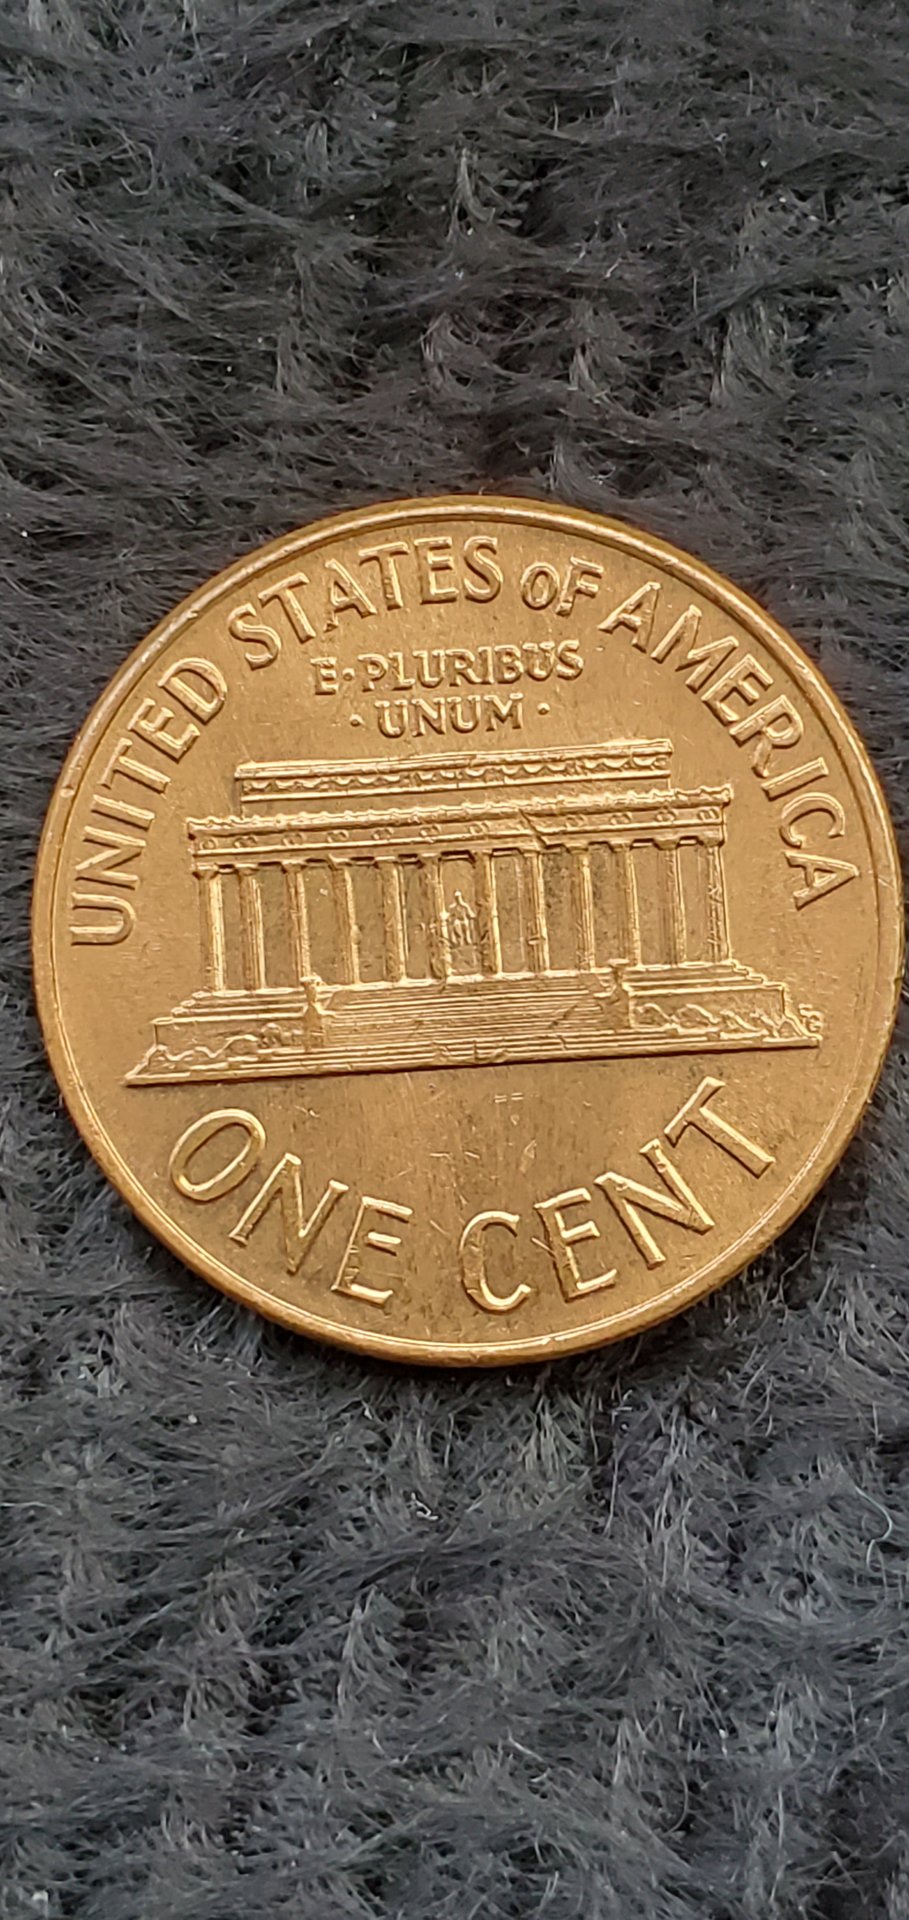 UNITED STATES OF AMERICA
E·PLURIBUS
·UNUM·
ONE CENT